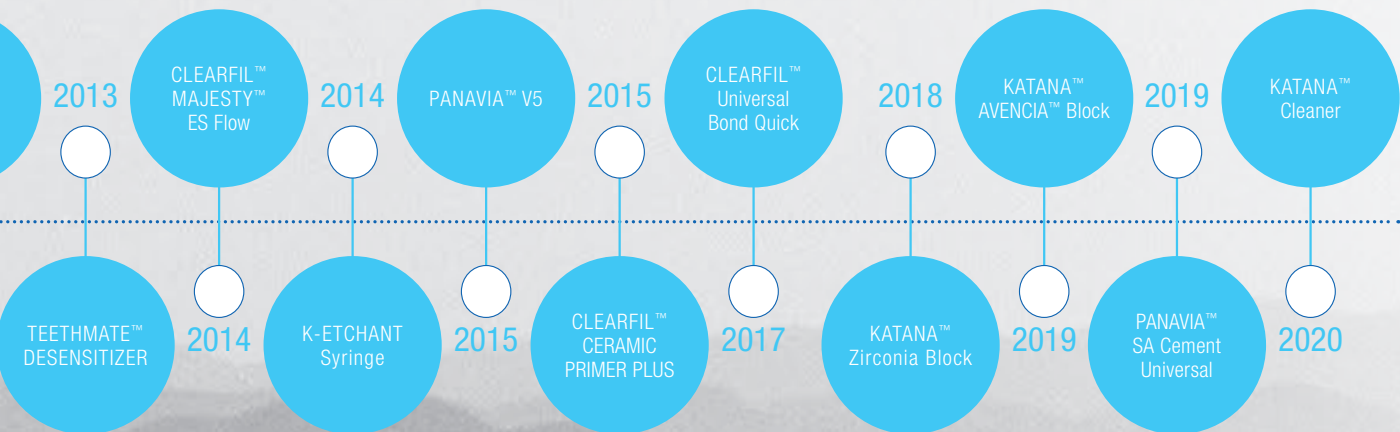 2013
TEETHMATE™
DESENSITIZER
CLEARFIL™
MAJESTY™
ES Flow
2014
2014
K-ETCHANT
Syringe
PANAVIA™ V5
2015
2015
CLEARFIL™
CERAMIC
PRIMER PLUS
CLEARFIL™
Universal
Bond Quick
2017
2018
KATANA™
Zirconia Block
KATANA™
AVENCIA™ Block
2019
2019
PANAVIA™
SA Cement
Universal
KATANA™
Cleaner
2020